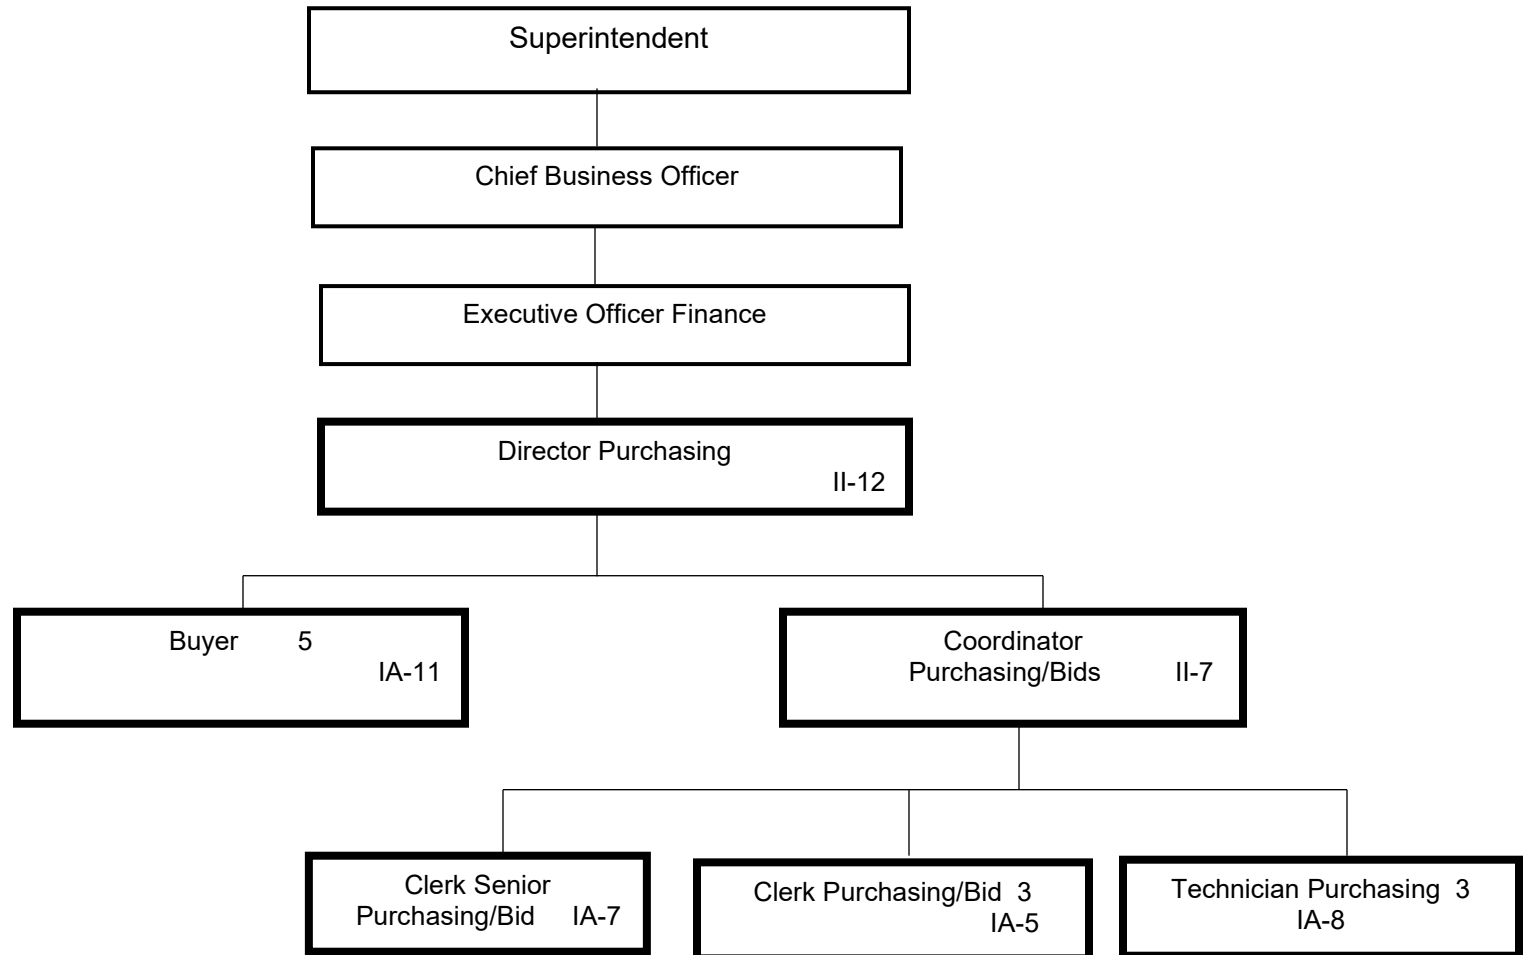 Superintendent
Chief Business Officer
Executive Officer Finance
Director Purchasing
II-12
Buyer 5
IA-11
Coordinator
Purchasing/Bids II-7
Clerk Senior
Purchasing/Bid IA-7
Clerk Purchasing/Bid 3
IA-5
Technician Purchasing 3
IA-8